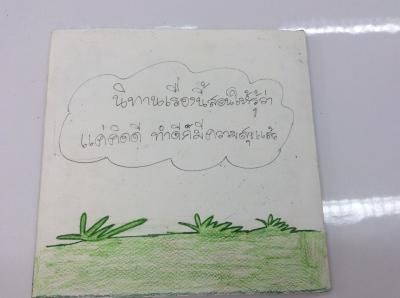 นิทานเรื่องนี้สอนให้รู้ว่า
แค่คิดดี ทำดีก็มีความสุขแล้ว